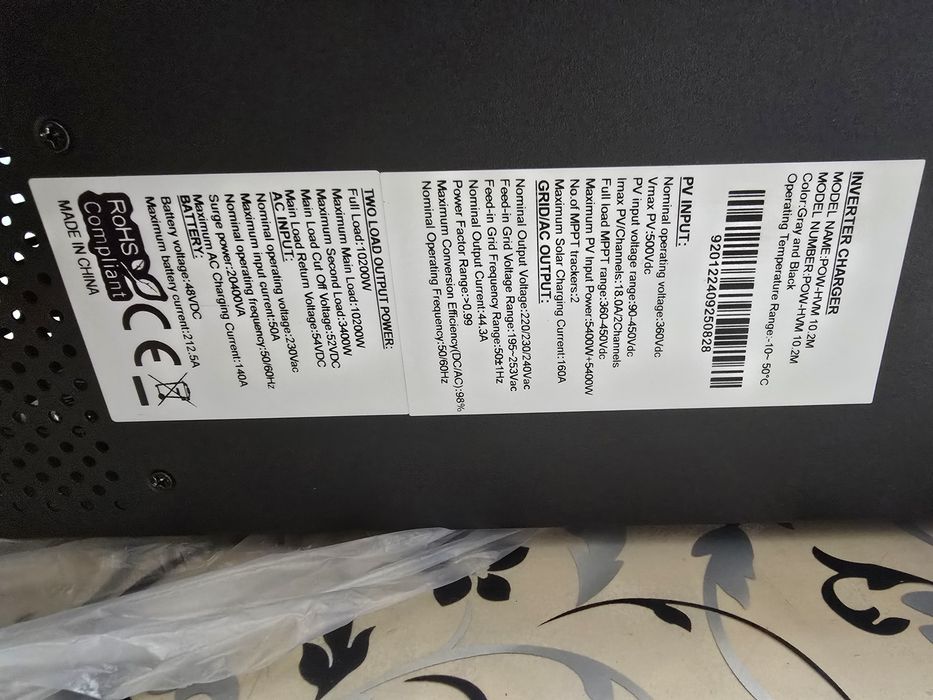 INVERTER CHARGER
MODEL NAME:POW-HVM 10.2M
MODEL NUMBER:POW-HVM 10.2M
Color:Gray and Black
Operating Temperature Range:-10~ 50°C
920122409250828
PV INPUT:
Nominal operating voltage:360Vdc
Vmax PV:500Vdc
PV input voltage range:90-450Vdc
Imax PV/Channels:18.0A/2Channels
Full load MPPT range:360-450Vdc
Maximum PV Input Power:5400W+5400W
No.of MPPT trackers:2
Maximum Solar Charging Current:160A
GRID/AC OUTPUT:
Nominal Output Voltage:220/230/240Vac
Feed-in Grid Voltage Range:196~253Vac
Feed-in Grid Frequency Range:50±1Hz
Nominal Output Current:44.3A
Power Factor Range:>0.99
Maximum Conversion Efficiency(DC/AC):98%
Nominal Operating Frequency:50/60Hz
TWO LOAD OUTPUT POWER:
Full Load:10200W
Maximum Main Load:10200W
Maximum Second Load:3400W
Main Load Cut Off Voltage:52VDC
Main Load Return Voltage:54VDC
AC INPUT:
Nominal operating voltage:230Vac
Maximum input current:50A
Nominal operating frequency:50/60Hz
Maximum AC Charging Current:140A
Surge power:20400VA
BATTERY:
Battery voltage:48VDC
Maximum battery current:212.5A
RoHS
Compliant
CE
MADE IN CHINA